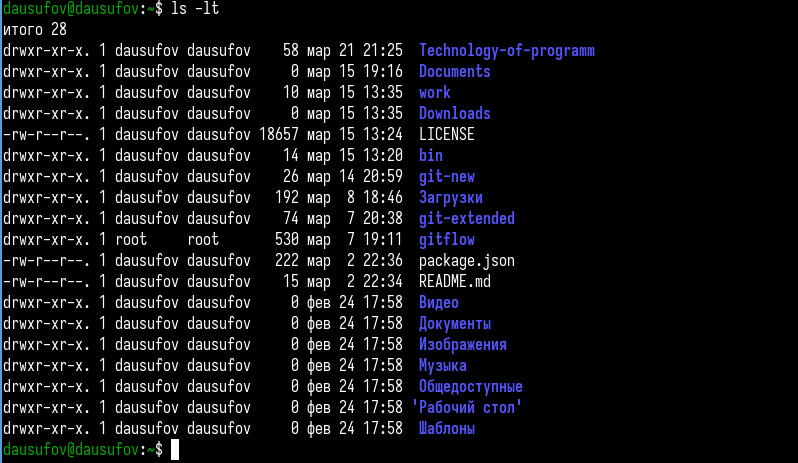 dausufov@dausufov:~$ ls -lt
итого 28
drwxr-xr-x. 1 dausufov dausufov    58 мар 21 21:25  Technology-of-programm
drwxr-xr-x. 1 dausufov dausufov     0 мар 15 19:16  Documents
drwxr-xr-x. 1 dausufov dausufov    10 мар 15 13:35  work
drwxr-xr-x. 1 dausufov dausufov     0 мар 15 13:35  Downloads
-rw-r--r--. 1 dausufov dausufov 18657 мар 15 13:24  LICENSE
drwxr-xr-x. 1 dausufov dausufov    14 мар 15 13:20  bin
drwxr-xr-x. 1 dausufov dausufov    26 мар 14 20:59  git-new
drwxr-xr-x. 1 dausufov dausufov   192 мар  8 18:46  Загрузки
drwxr-xr-x. 1 dausufov dausufov    74 мар  7 20:38  git-extended
drwxr-xr-x. 1 root     root       530 мар  7 19:11  gitflow
-rw-r--r--. 1 dausufov dausufov   222 мар  2 22:36  package.json
-rw-r--r--. 1 dausufov dausufov    15 мар  2 22:34  README.md
drwxr-xr-x. 1 dausufov dausufov     0 фев 24 17:58  Видео
drwxr-xr-x. 1 dausufov dausufov     0 фев 24 17:58  Документы
drwxr-xr-x. 1 dausufov dausufov     0 фев 24 17:58  Изображения
drwxr-xr-x. 1 dausufov dausufov     0 фев 24 17:58  Музыка
drwxr-xr-x. 1 dausufov dausufov     0 фев 24 17:58  Общедоступные
drwxr-xr-x. 1 dausufov dausufov     0 фев 24 17:58 'Рабочий стол'
drwxr-xr-x. 1 dausufov dausufov     0 фев 24 17:58  Шаблоны
dausufov@dausufov:~$